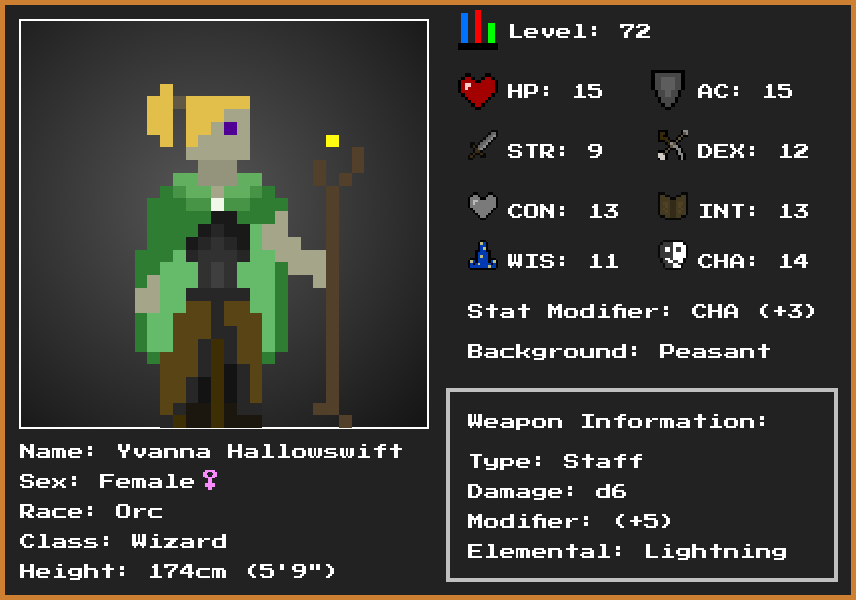 Level: 72
HP: 15
AC: 15
STR: 9
DEX: 12
CON: 13
INT: 13
WIS: 11
CHA: 14
Stat Modifier: CHA (+3)
Background: Peasant
Weapon Information:
Type: Staff
Damage: d6
Modifier: (+5)
Elemental: Lightning
Name: Yvanna Hallowswift
Sex: Female♀
Race: Orc
Class: Wizard
Height: 174cm (5'9")